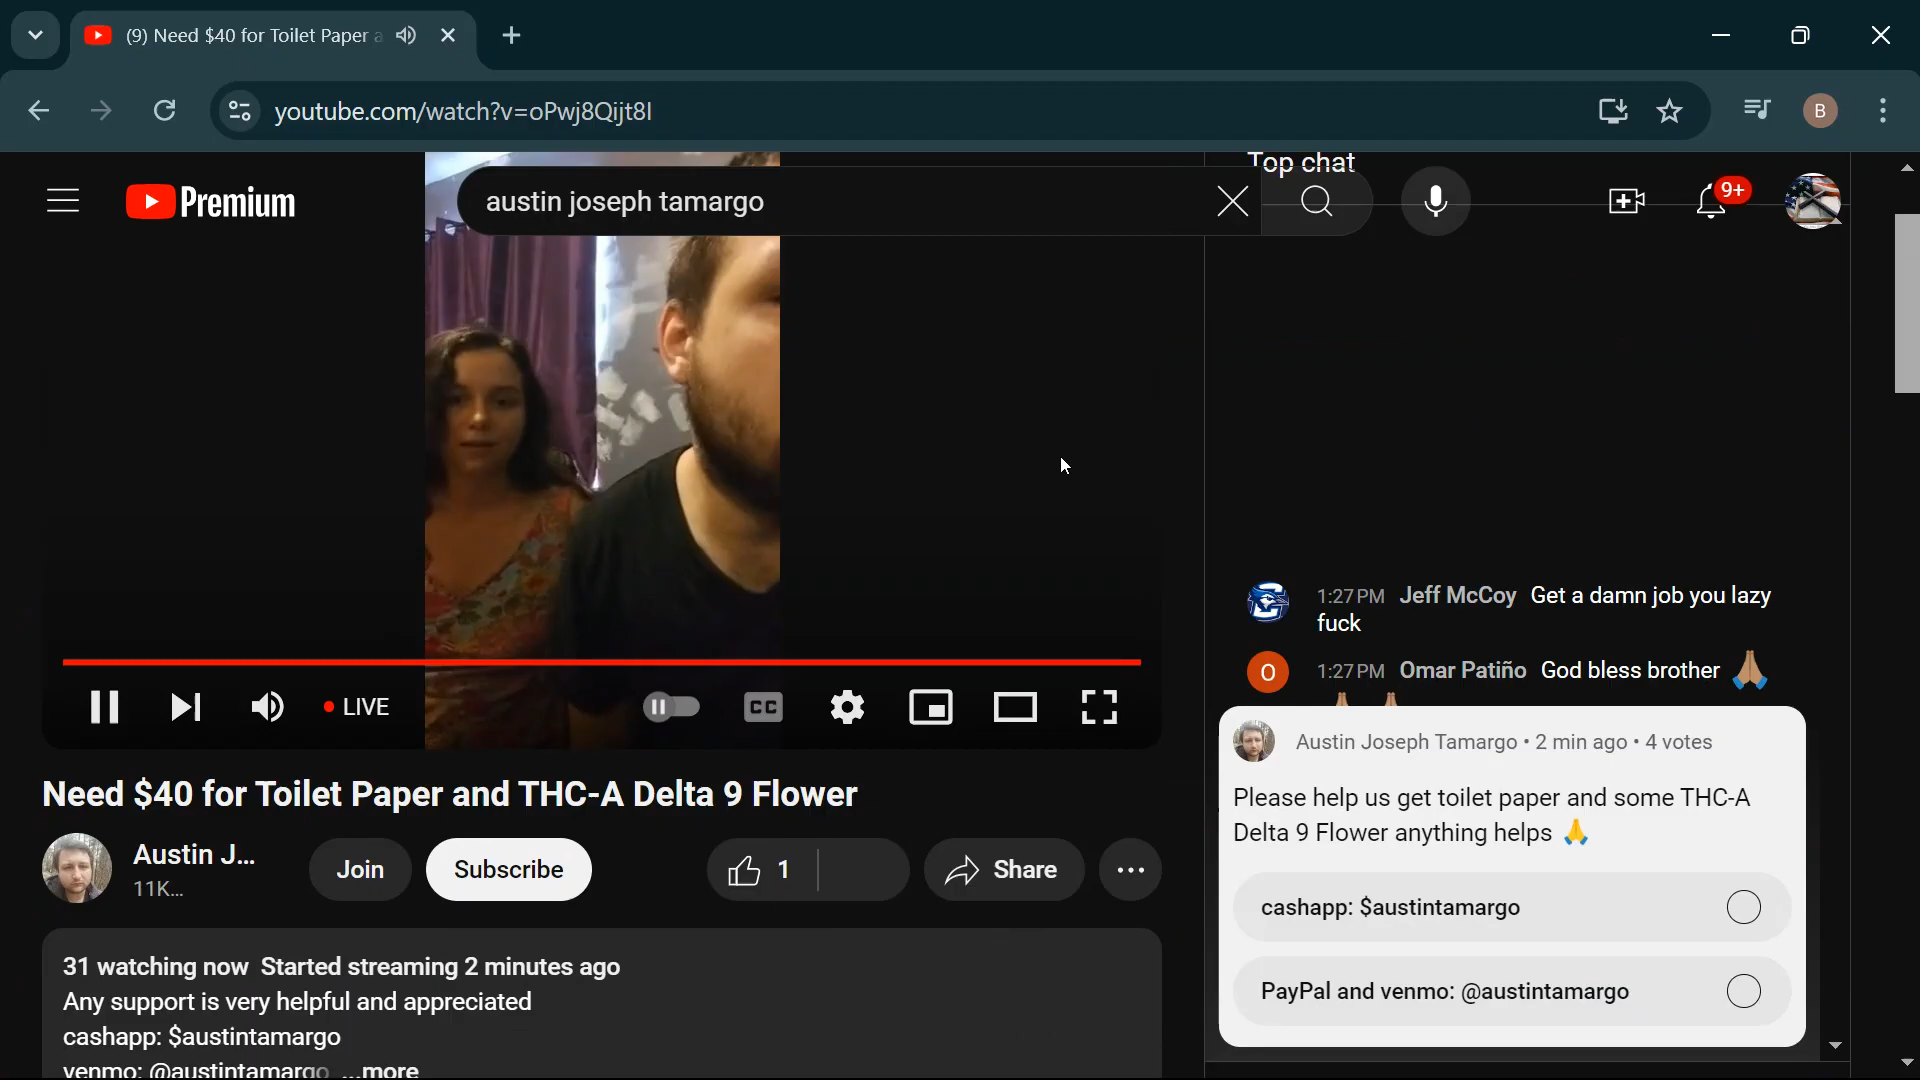 (9) Need $40 for Toilet Paper a
youtube.com/watch?v=oPwj8Qijt8I
B
Premium
austin joseph tamargo
Top chat
9+
LIVE
CC
1:27 PM Jeff McCoy Get a damn job you lazy
fuck
O 1:27 PM Omar Patiño God bless brother 🙏🏽
🙏🏽 🙏🏽
Austin Joseph Tamargo • 2 min ago • 4 votes
Please help us get toilet paper and some THC-A
Delta 9 Flower anything helps 🙏
cashapp: $austintamargo
PayPal and venmo: @austintamargo
Need $40 for Toilet Paper and THC-A Delta 9 Flower
Austin J...
11K...
Join
Subscribe
1
Share
31 watching now Started streaming 2 minutes ago
Any support is very helpful and appreciated
cashapp: $austintamargo
venmo: @austintamargo ...more